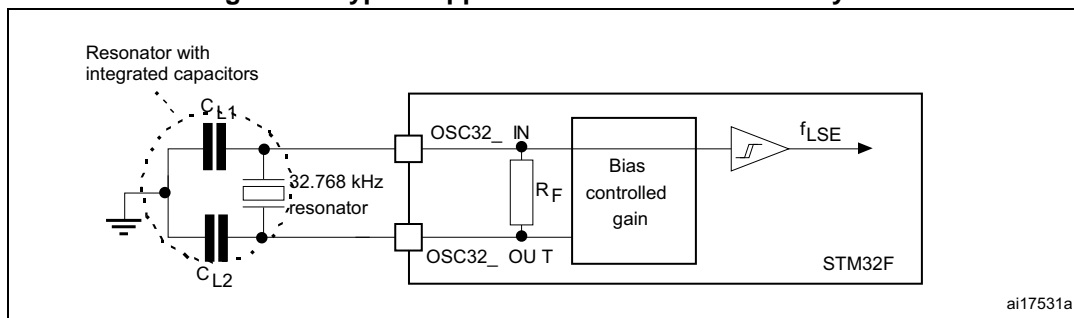 Resonator with
integrated capacitors
CL1
OSC32_ IN
fLSE
32.768 kHz
resonator
RF
Bias
controlled
gain
OSC32_ OU T
STM32F
CL2
ai17531a